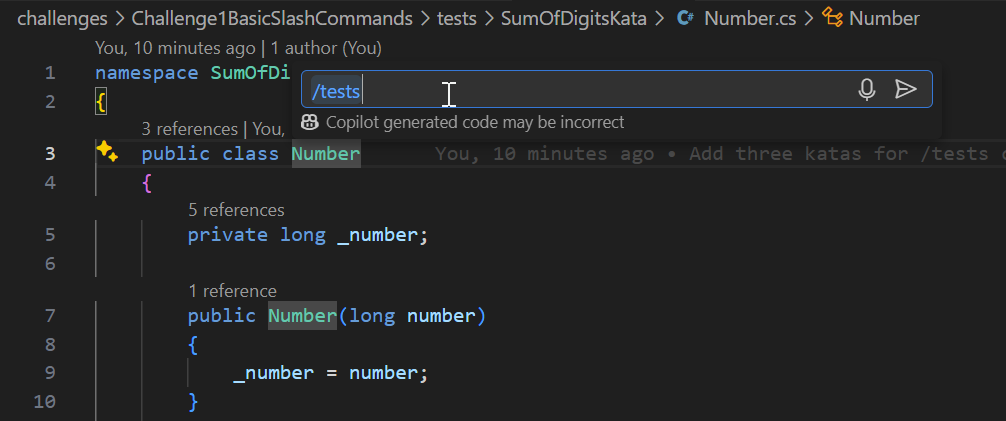 challenges > Challenge1BasicSlashCommands > tests > SumOfDigitsKata > C# Number.cs > Number
You, 10 minutes ago | 1 author (You)
1 namespace SumOfDi
/tests
2 {
Copilot generated code may be incorrect
3 references | You,
3 public class Number You, 10 minutes ago • Add three katas for /tests
4 {
5 references
5 private long _number;
6
1 reference
7 public Number(long number)
8 {
9 _number = number;
10 }